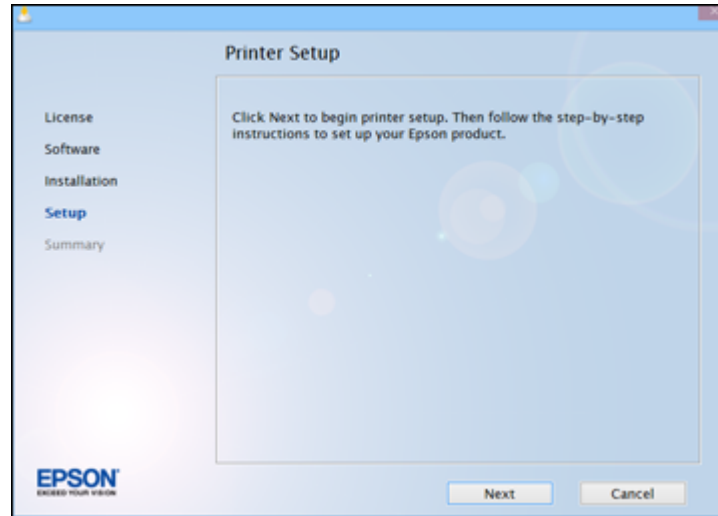 Printer Setup
Click Next to begin printer setup. Then follow the step-by-step
instructions to set up your Epson product.
License
Software
Installation
Setup
Summary
EPSON
EXCEED YOUR VISION
Next
Cancel